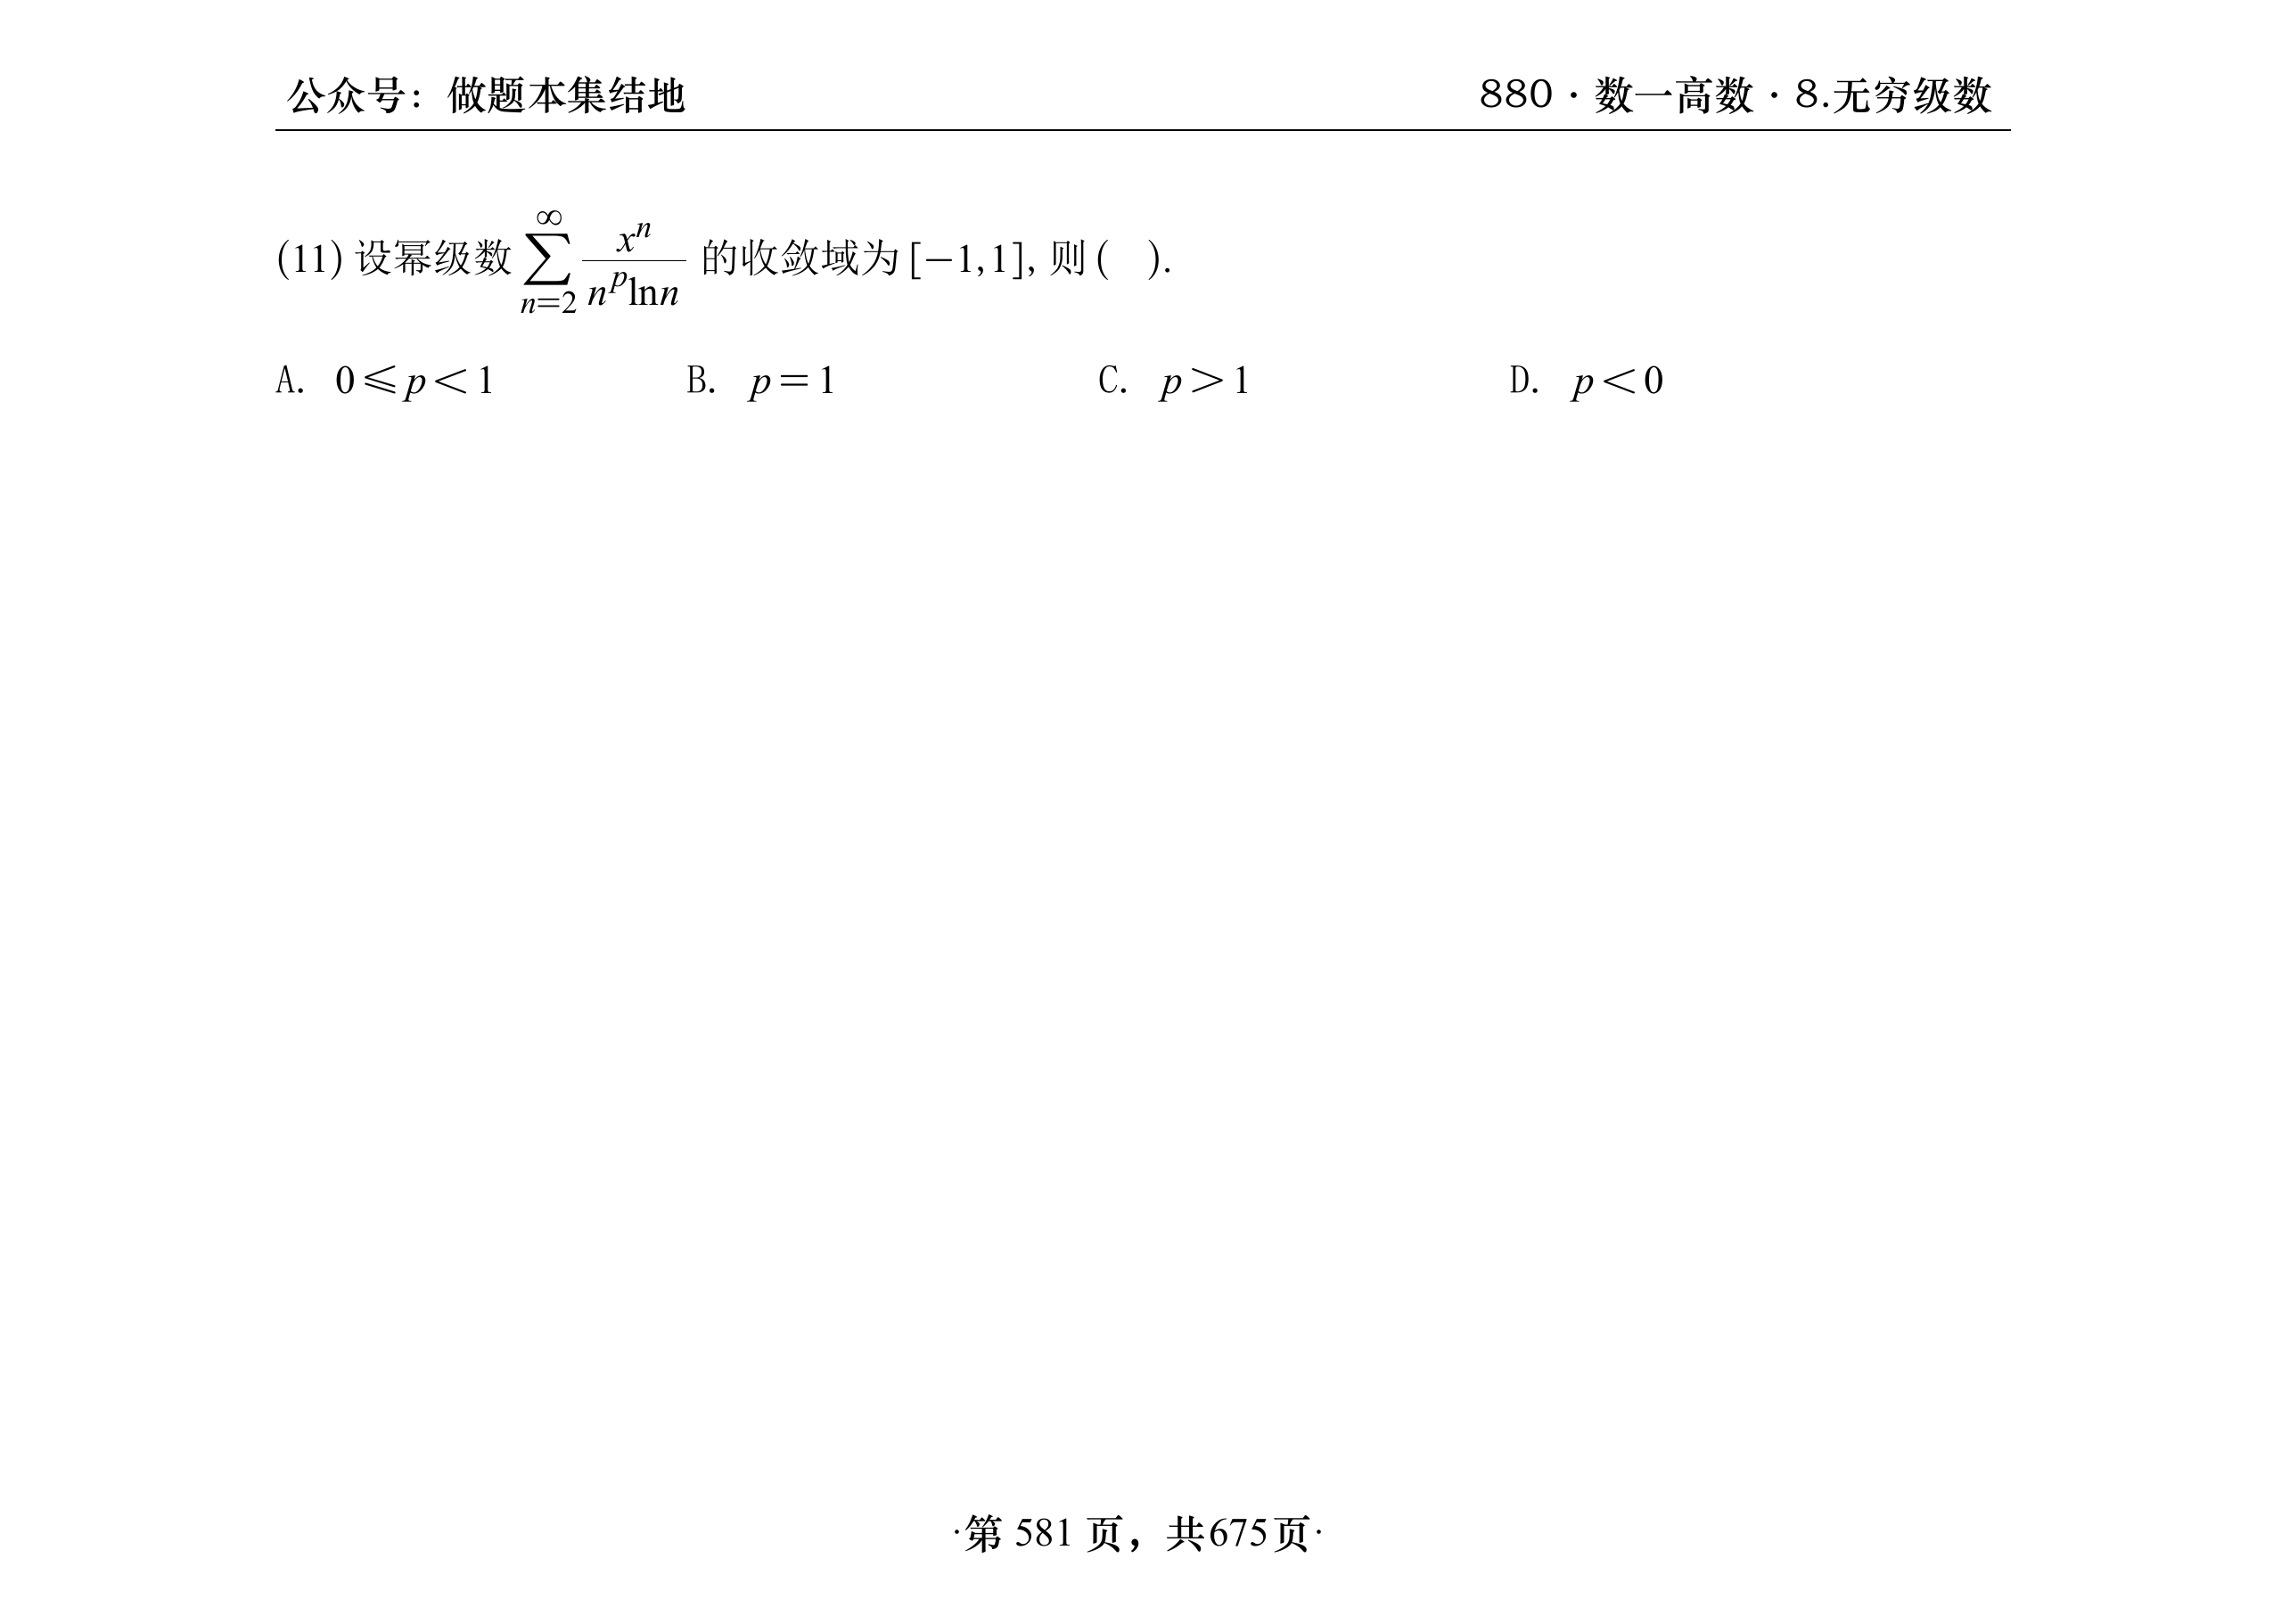 公众号：做题本集结地
880·数一高数·8.无穷级数
(11) 设幂级数 $\sum_{n=2}^{\infty} \frac{x^n}{n^p \ln n}$ 的收敛域为 [−1,1], 则 (   ).
A. 0⩽p<1 B. p=1 C. p>1 D. p<0
·第 581 页，共675页·